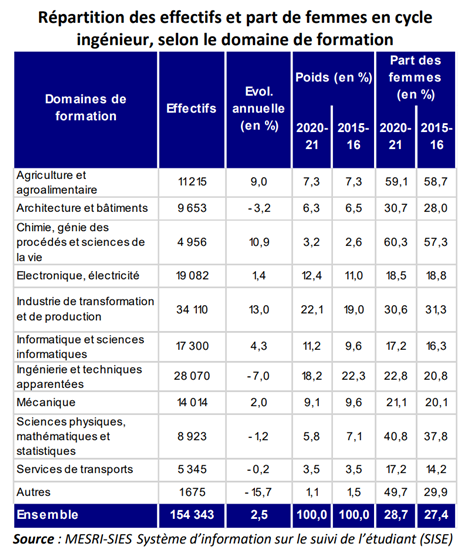 Répartition des effectifs et part de femmes en cycle
ingénieur, selon le domaine de formation
Domaines de formation | Effectifs | Evol. annuelle (en %) | Poids (en %) 2020-21 | Poids (en %) 2015-16 | Part des femmes (en %) 2020-21 | Part des femmes (en %) 2015-16
Agriculture et agroalimentaire 11215 9,0 7,3 7,3 59,1 58,7
Architecture et bâtiments 9 653 -3,2 6,3 6,5 30,7 28,0
Chimie, génie des procédés et sciences de la vie 4 956 10,9 3,2 2,6 60,3 57,3
Electronique, électricité 19 082 1,4 12,4 11,0 18,5 18,8
Industrie de transformation et de production 34 110 13,0 22,1 19,0 30,6 31,3
Informatique et sciences informatiques 17 300 4,3 11,2 9,6 17,2 16,3
Ingénierie et techniques apparentées 28 070 -7,0 18,2 22,3 22,8 20,8
Mécanique 14 014 2,0 9,1 9,6 21,1 20,1
Sciences physiques, mathématiques et statistiques 8 923 -1,2 5,8 7,1 40,8 37,8
Services de transports 5 345 -0,2 3,5 3,5 17,2 14,2
Autres 1675 -15,7 1,1 1,5 49,7 29,9
Ensemble 154 343 2,5 100,0 100,0 28,7 27,4
Source : MESRI-SIES Système d'information sur le suivi de l'étudiant (SISE)